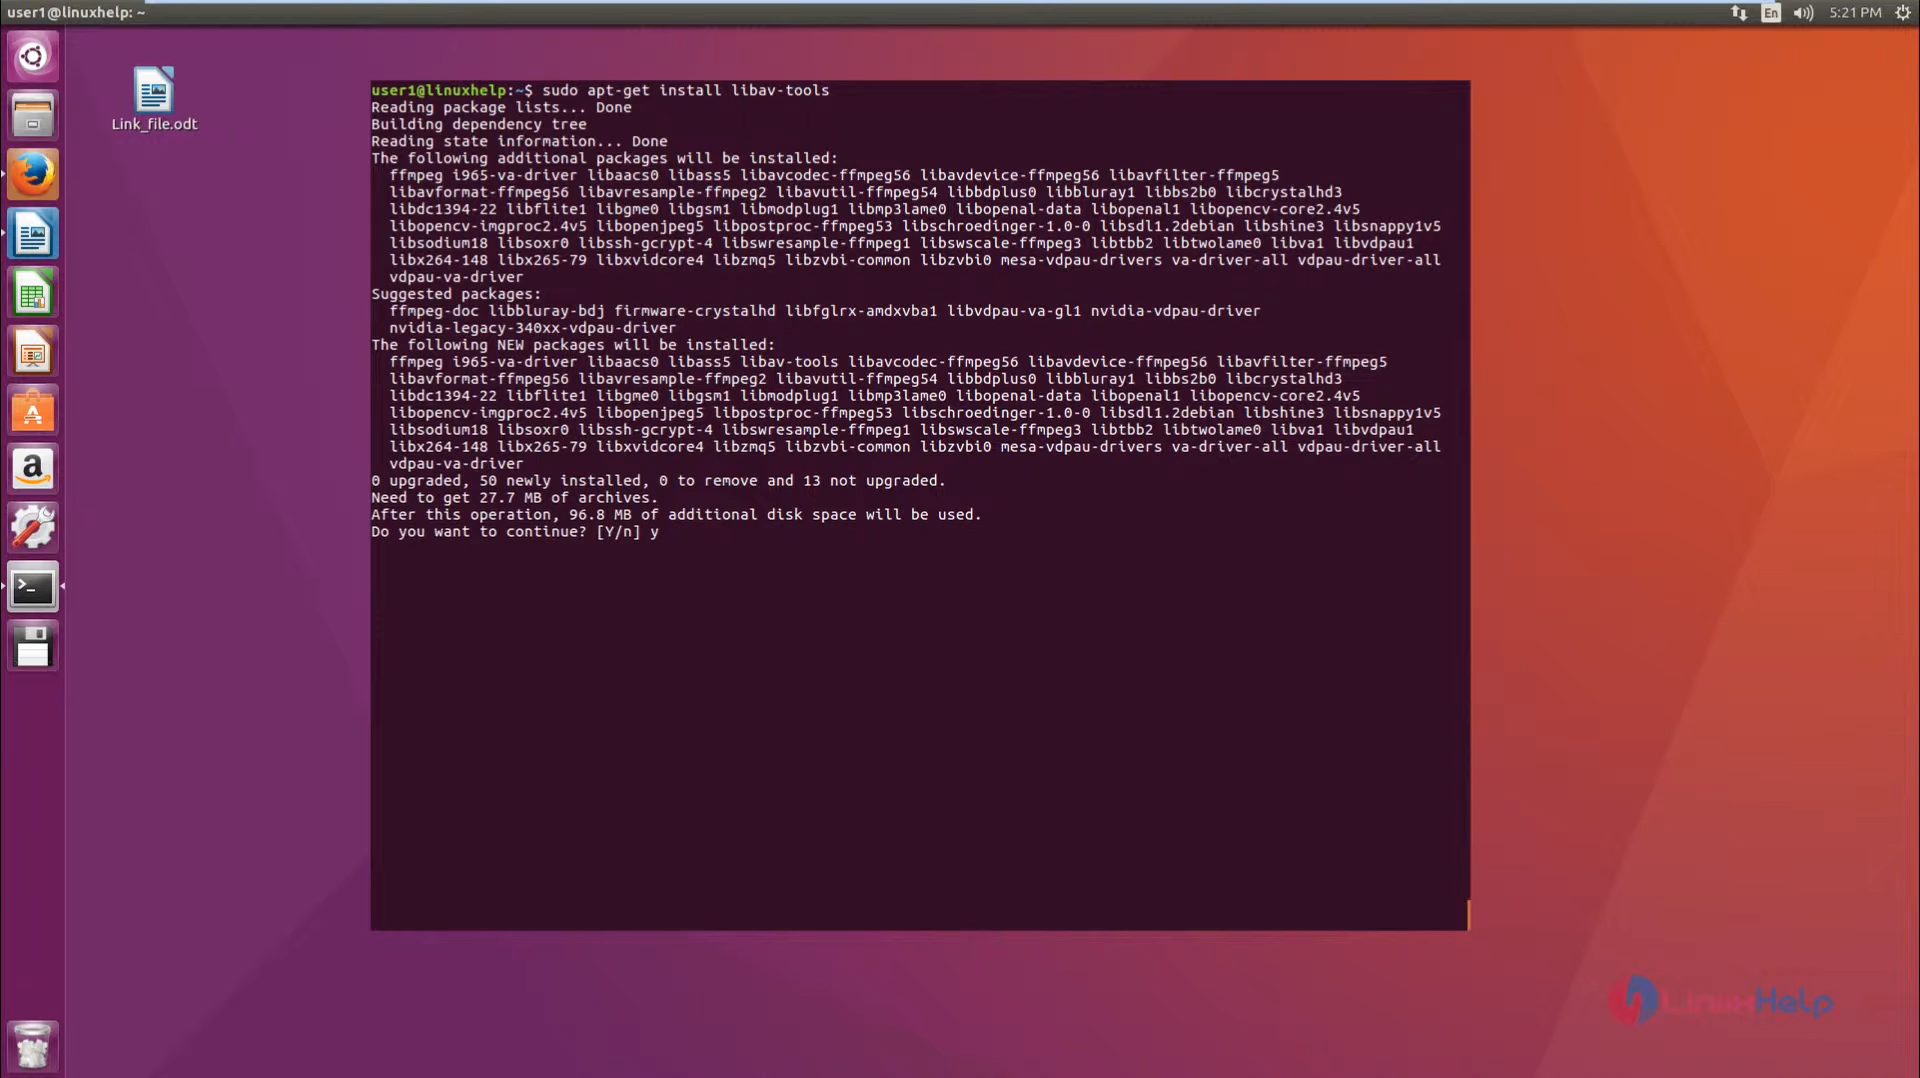 user1@linuxhelp: ~
En
5:21 PM
Link_file.odt
user1@linuxhelp:~$ sudo apt-get install libav-tools
Reading package lists... Done
Building dependency tree
Reading state information... Done
The following additional packages will be installed:
ffmpeg i965-va-driver libaacs0 libass5 libavcodec-ffmpeg56 libavdevice-ffmpeg56 libavfilter-ffmpeg5
libavformat-ffmpeg56 libavresample-ffmpeg2 libavutil-ffmpeg54 libbdplus0 libbluray1 libbs2b0 libcrystalhd3
libdc1394-22 libflite1 libgme0 libgsm1 libmodplug1 libmp3lame0 libopenal-data libopenal1 libopencv-core2.4v5
libopencv-imgproc2.4v5 libopenjpeg5 libpostproc-ffmpeg53 libschroedinger-1.0-0 libsdl1.2debian libshine3 libsnappy1v5
libsodium18 libsoxr0 libssh-gcrypt-4 libswresample-ffmpeg1 libswscale-ffmpeg3 libtbb2 libtwolame0 libva1 libvdpau1
libx264-148 libx265-79 libxvidcore4 libzmq5 libzvbi-common libzvbi0 mesa-vdpau-drivers va-driver-all vdpau-driver-all
vdpau-va-driver
Suggested packages:
ffmpeg-doc libbluray-bdj firmware-crystalhd libfglrx-amdxvba1 libvdpau-va-gl1 nvidia-vdpau-driver
nvidia-legacy-340xx-vdpau-driver
The following NEW packages will be installed:
ffmpeg i965-va-driver libaacs0 libass5 libav-tools libavcodec-ffmpeg56 libavdevice-ffmpeg56 libavfilter-ffmpeg5
libavformat-ffmpeg56 libavresample-ffmpeg2 libavutil-ffmpeg54 libbdplus0 libbluray1 libbs2b0 libcrystalhd3
libdc1394-22 libflite1 libgme0 libgsm1 libmodplug1 libmp3lame0 libopenal-data libopenal1 libopencv-core2.4v5
libopencv-imgproc2.4v5 libopenjpeg5 libpostproc-ffmpeg53 libschroedinger-1.0-0 libsdl1.2debian libshine3 libsnappy1v5
libsodium18 libsoxr0 libssh-gcrypt-4 libswresample-ffmpeg1 libswscale-ffmpeg3 libtbb2 libtwolame0 libva1 libvdpau1
libx264-148 libx265-79 libxvidcore4 libzmq5 libzvbi-common libzvbi0 mesa-vdpau-drivers va-driver-all vdpau-driver-all
vdpau-va-driver
0 upgraded, 50 newly installed, 0 to remove and 13 not upgraded.
Need to get 27.7 MB of archives.
After this operation, 96.8 MB of additional disk space will be used.
Do you want to continue? [Y/n] y
LinuxHelp